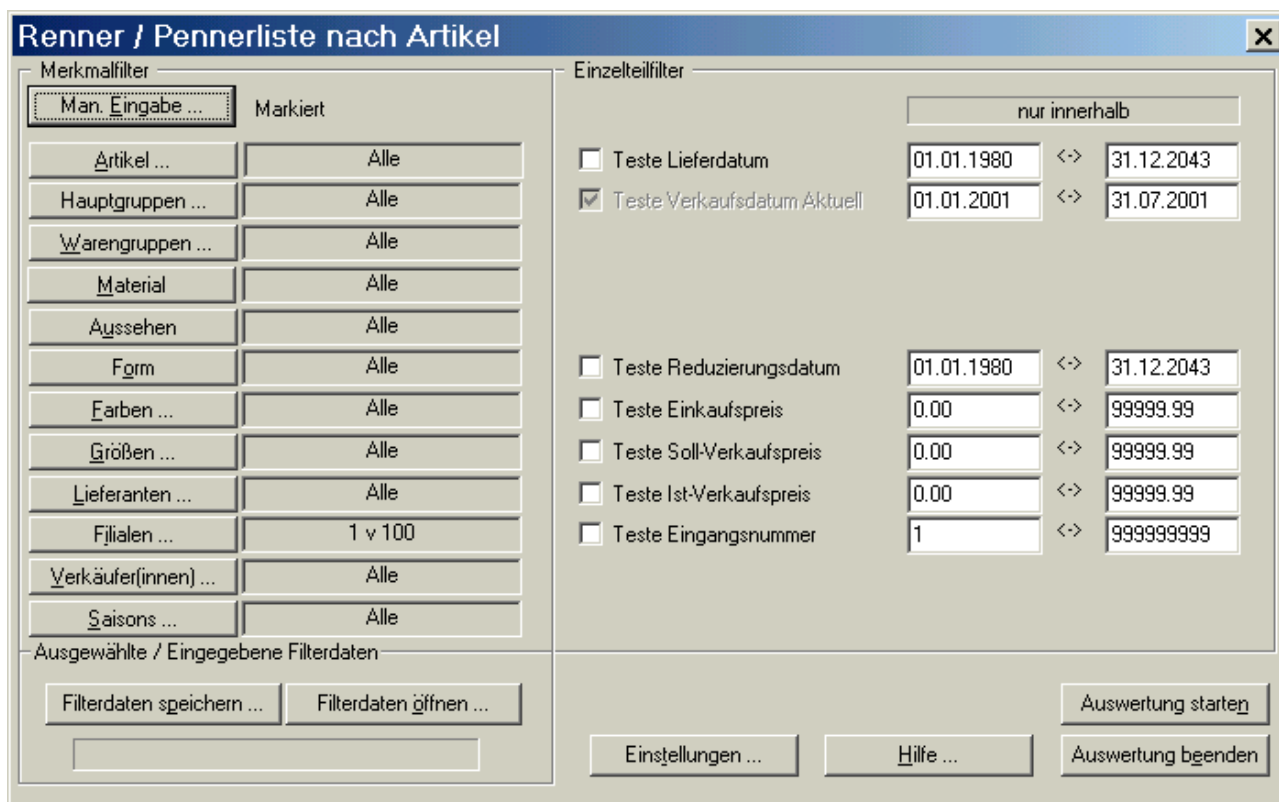 Renner / Pennerliste nach Artikel
Merkmalfilter
Man. Eingabe ... Markiert
Artikel ... Alle
Hauptgruppen ... Alle
Warengruppen ... Alle
Material Alle
Aussehen Alle
Form Alle
Farben ... Alle
Größen ... Alle
Lieferanten ... Alle
Filialen ... 1 v 100
Verkäufer(innen) ... Alle
Saisons ... Alle
Einzelteilfilter
nur innerhalb
Teste Lieferdatum 01.01.1980 <-> 31.12.2043
Teste Verkaufsdatum Aktuell 01.01.2001 <-> 31.07.2001
Teste Reduzierungsdatum 01.01.1980 <-> 31.12.2043
Teste Einkaufspreis 0.00 <-> 99999.99
Teste Soll-Verkaufspreis 0.00 <-> 99999.99
Teste Ist-Verkaufspreis 0.00 <-> 99999.99
Teste Eingangsnummer 1 <-> 999999999
Ausgewählte / Eingegebene Filterdaten
Filterdaten speichern ... Filterdaten öffnen ...
Auswertung starten
Einstellungen ... Hilfe ... Auswertung beenden